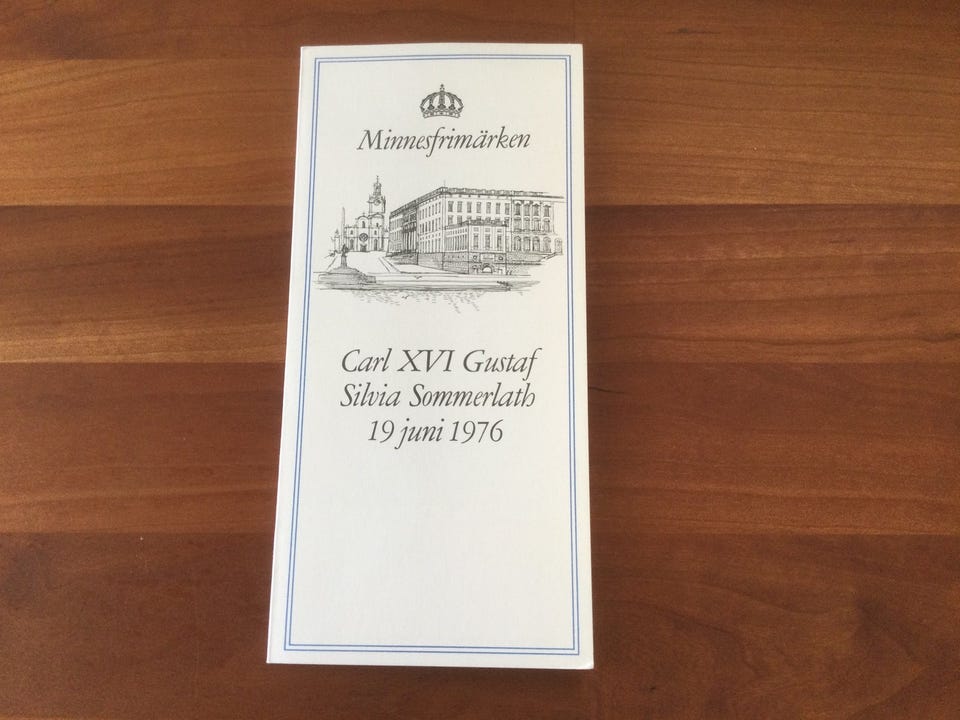 Minnesfrimärken
Carl XVI Gustaf
Silvia Sommerlath
19 juni 1976